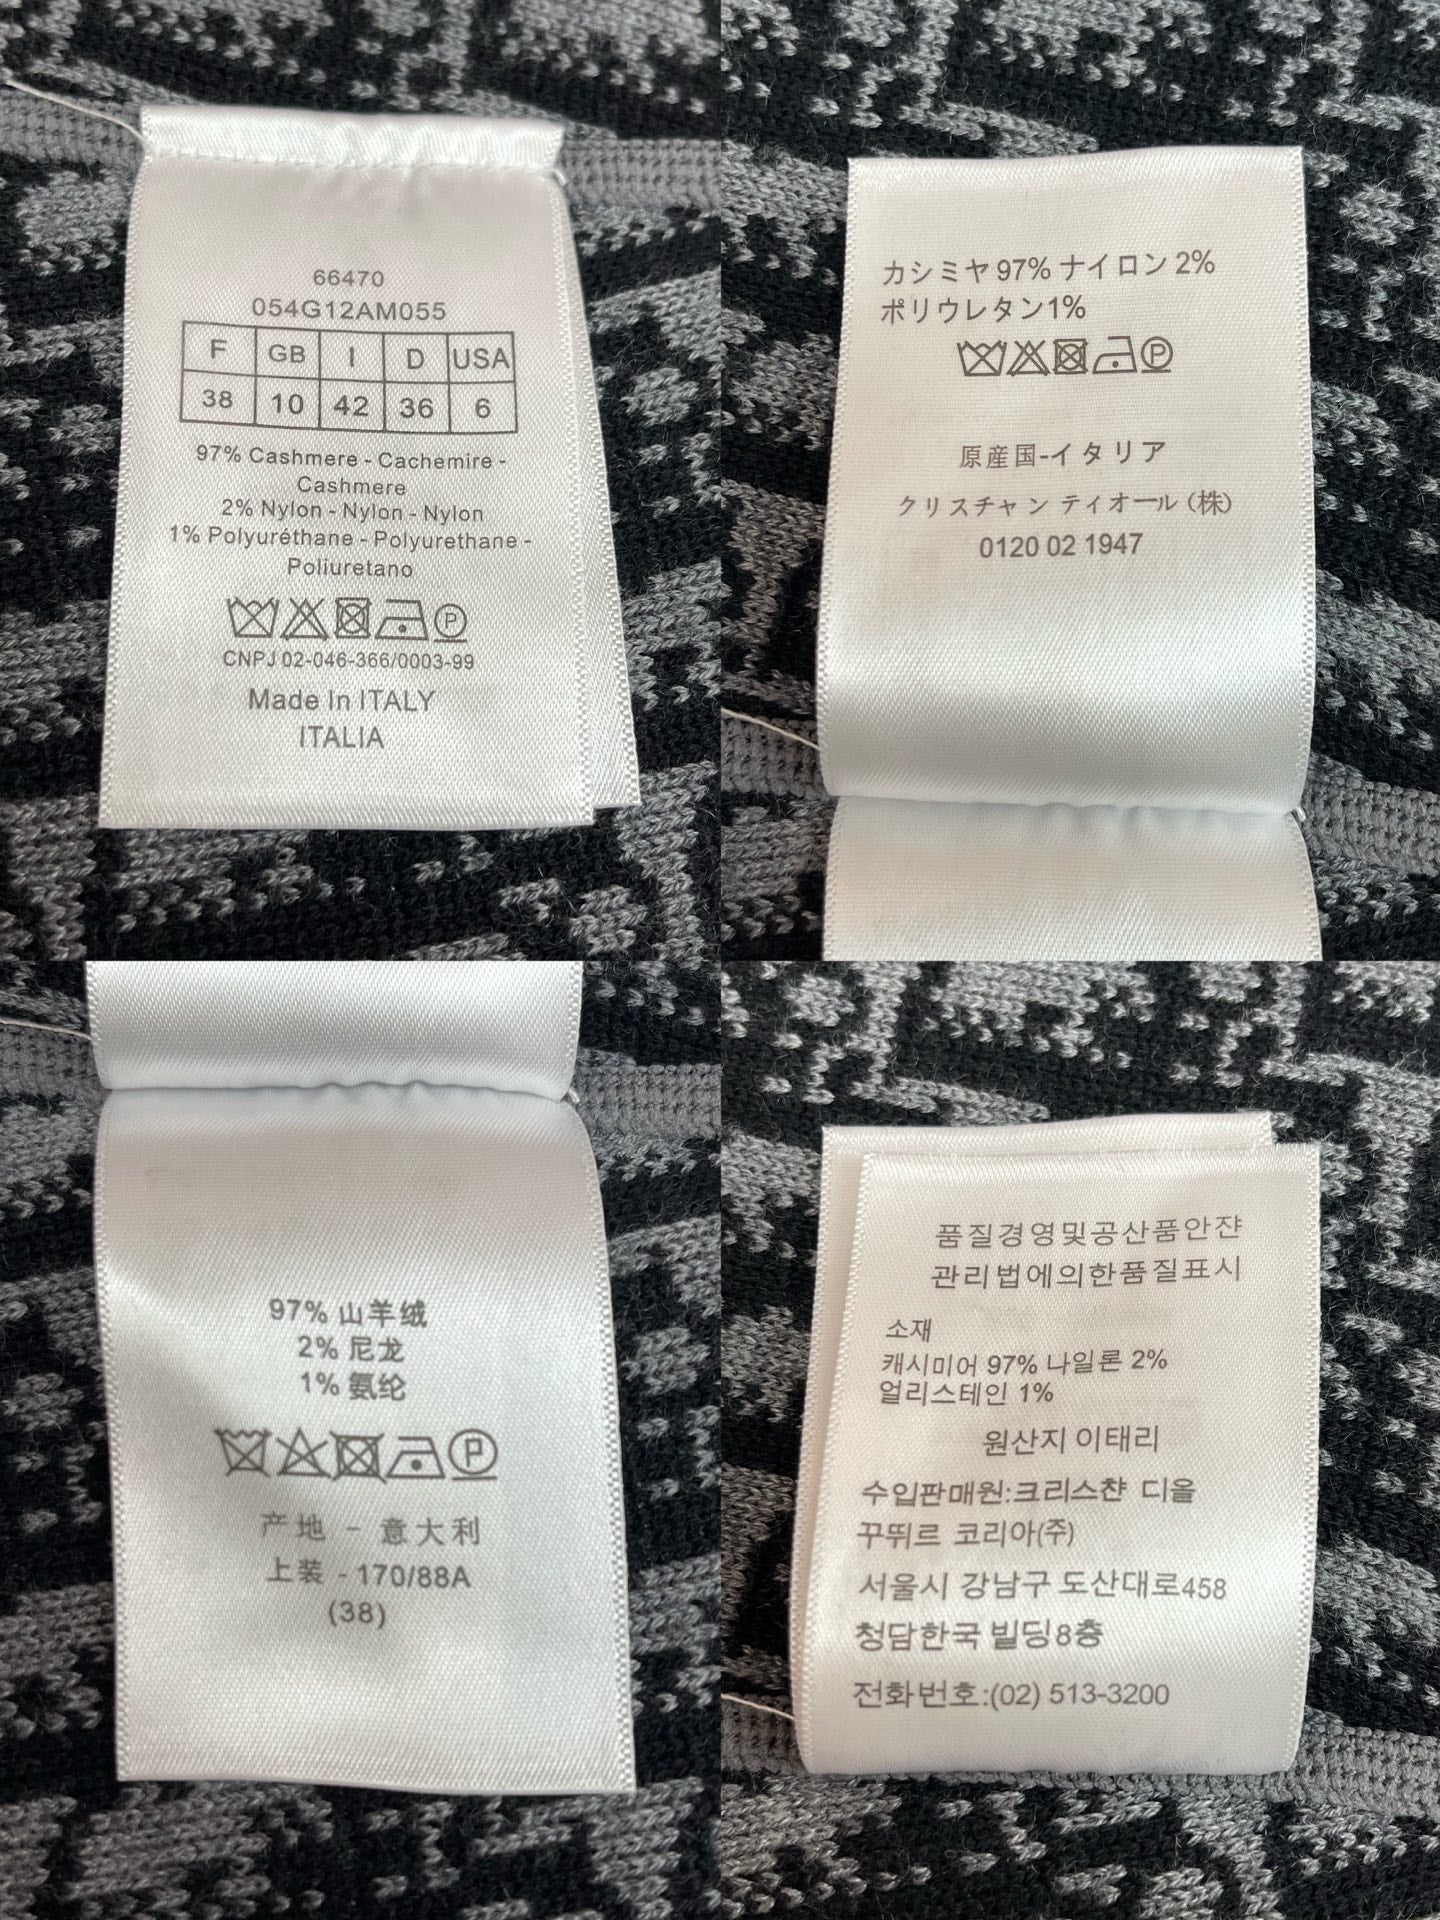 66470
054G12AM055
F GB I D USA
38 10 42 36 6
97% Cashmere - Cachemire -
Cashmere
2% Nylon - Nylon - Nylon
1% Polyuréthane - Polyurethane -
Poliuretano
P
CNPJ 02-046-366/0003-99
Made In ITALY
ITALIA
カシミヤ 97% ナイロン 2%
ポリウレタン1%
P
原産国-イタリア
クリスチャン ティオール (株)
0120 02 1947
97% 山羊绒
2% 尼龙
1% 氨纶
P
产地 - 意大利
上装 - 170/88A
(38)
품질경영및공산품안쟌
관리법에의한품질표시
소재
캐시미어 97% 나일론 2%
얼리스테인 1%
원산지 이태리
수입판매원:크리스챤 디올
꾸뛰르 코리아(주)
서울시 강남구 도산대로458
청담한국 빌딩8층
전화번호:(02) 513-3200